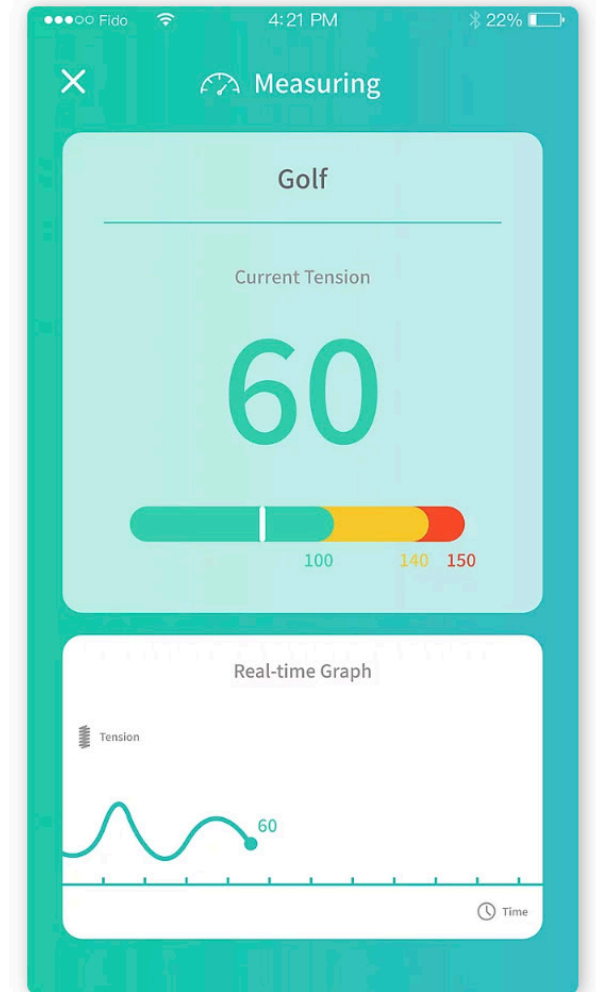 Fido 4:21 PM 22%
Measuring
Golf
Current Tension
60
100 140 150
Real-time Graph
Tension
60
Time